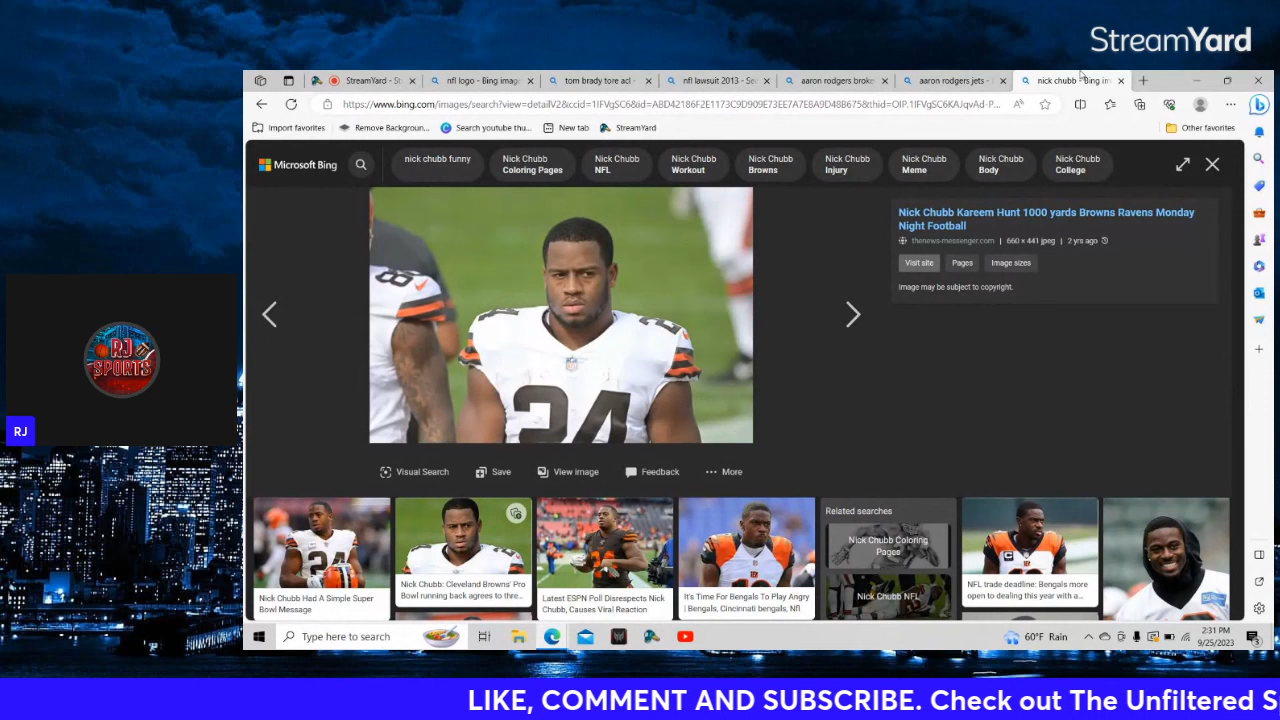 StreamYard
StreamYard - St
nfl logo - Bing imag
tom brady tore acl -
nfl lawsuit 2013 - Se
aaron rodgers broke
aaron rodgers jets - I
nick chubb - Bing im
https://www.bing.com/images/search?view=detailV2&ccid=1IFVgSC6&id=ABD42186F2E1173C9D909E73EE7A7E8A9D48B675&thid=OIP.1IFVgSC6KAJqvAd-P...
Import favorites
Remove Backgroun...
Search youtube thu...
New tab
StreamYard
Other favorites
Microsoft Bing
nick chubb funny
Nick Chubb
Coloring Pages
Nick Chubb
NFL
Nick Chubb
Workout
Nick Chubb
Browns
Nick Chubb
Injury
Nick Chubb
Meme
Nick Chubb
Body
Nick Chubb
College
Nick Chubb Kareem Hunt 1000 yards Browns Ravens Monday
Night Football
thenews-messenger.com | 660 × 441 jpeg | 2 yrs ago
Visit site
Pages
Image sizes
Image may be subject to copyright.
24
RJ
SPORTS
RJ
Visual Search
Save
View image
Feedback
More
Nick Chubb Had A Simple Super
Bowl Message
Nick Chubb: Cleveland Browns' Pro
Bowl running back agrees to thre...
Latest ESPN Poll Disrespects Nick
Chubb, Causes Viral Reaction
It's Time For Bengals To Play Angry
| Bengals, Cincinnati bengals, Nfl
Related searches
Nick Chubb Coloring
Pages
Nick Chubb NFL
NFL trade deadline: Bengals more
open to dealing this year with a...
Type here to search
60°F Rain
2:31 PM
9/25/2023
3
LIKE, COMMENT AND SUBSCRIBE. Check out The Unfiltered S